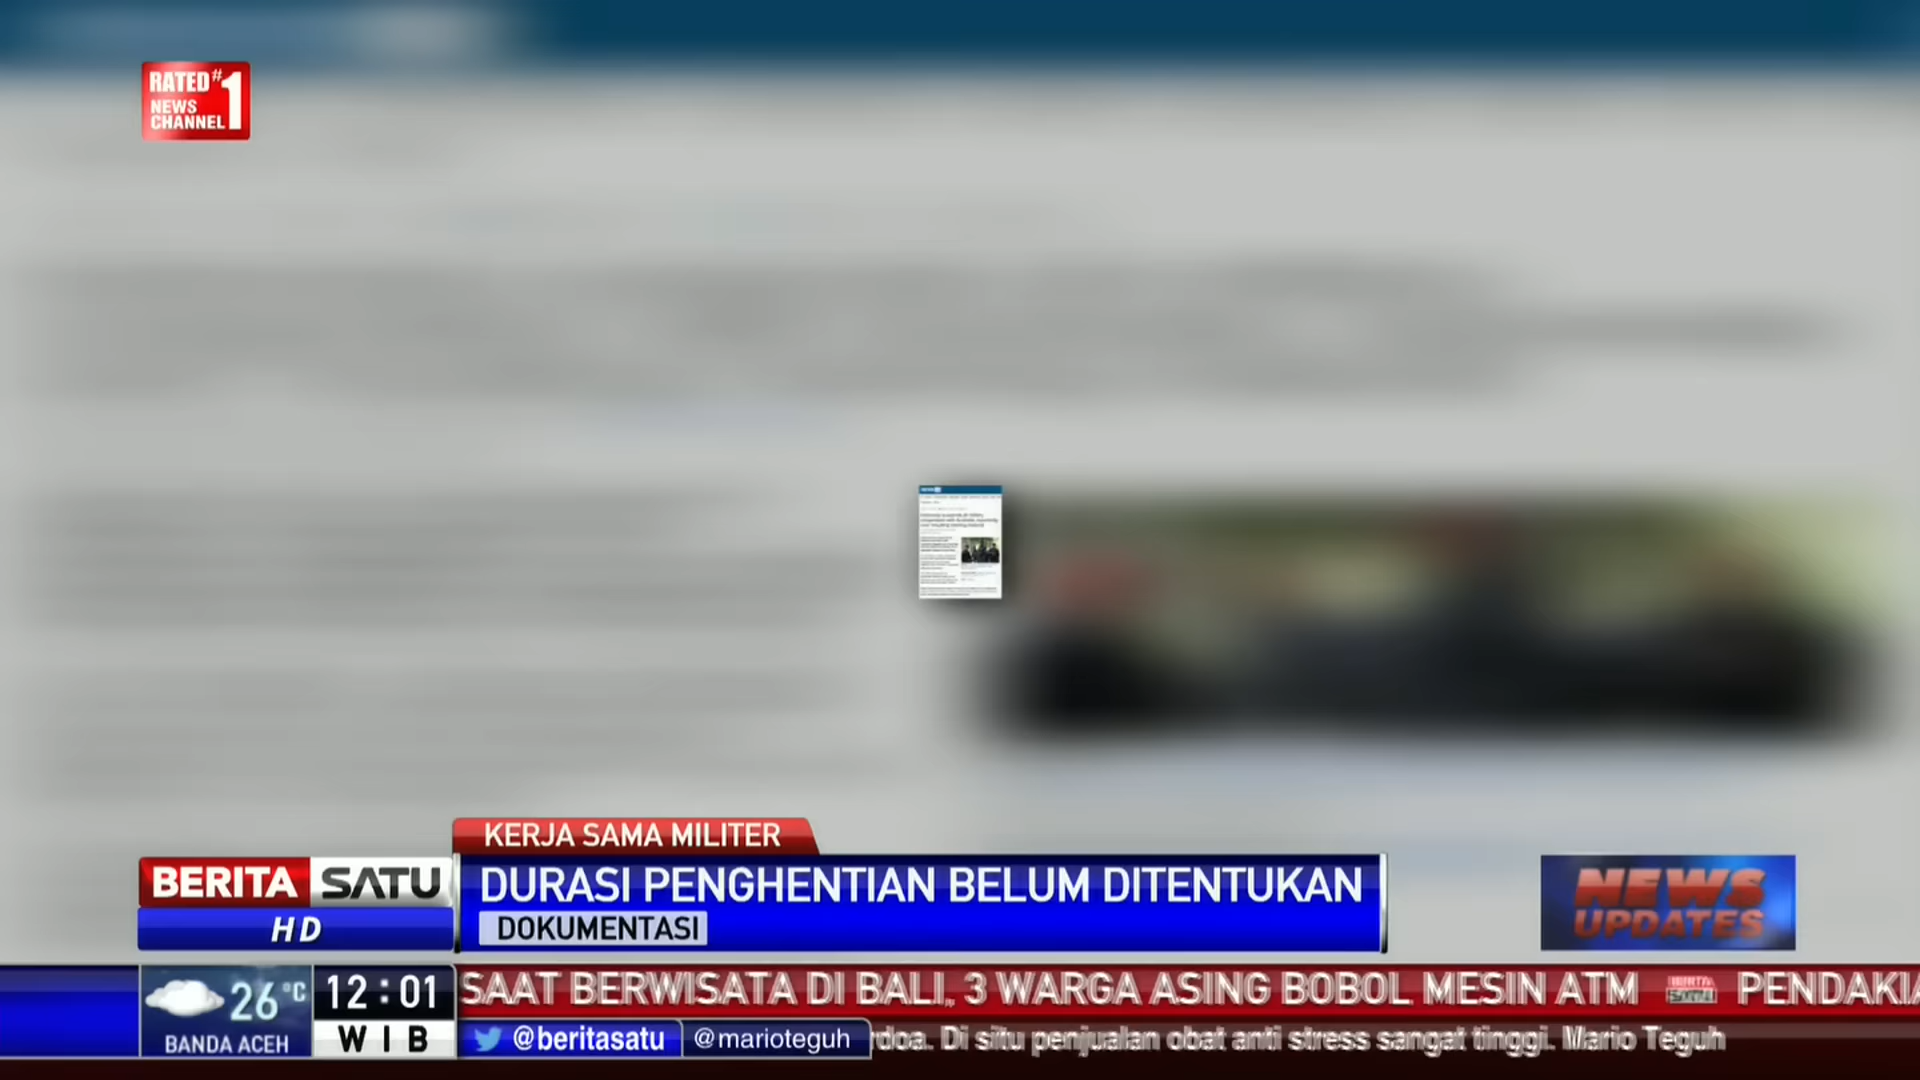 RATED #1
NEWS
CHANNEL
KERJA SAMA MILITER
BERITA SATU
HD
DURASI PENGHENTIAN BELUM DITENTUKAN
DOKUMENTASI
NEWS
UPDATES
26°C
BANDA ACEH
12:01
WIB
SAAT BERWISATA DI BALI, 3 WARGA ASING BOBOL MESIN ATM BERITA SATU PENDAKIA
@beritasatu @marioteguh rdoa. Di situ penjualan obat anti stress sangat tinggi. Mario Teguh